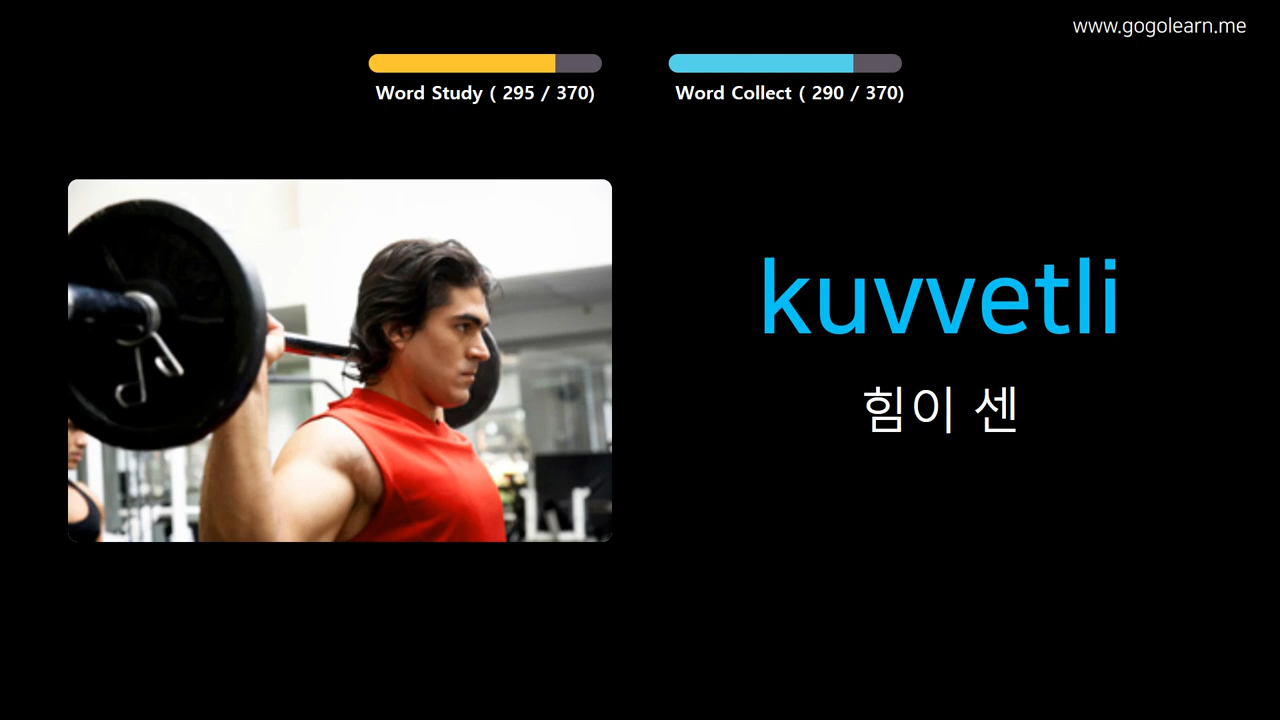 www.gogolearn.me
Word Study ( 295 / 370)
Word Collect ( 290 / 370)
kuvvetli
힘이 센